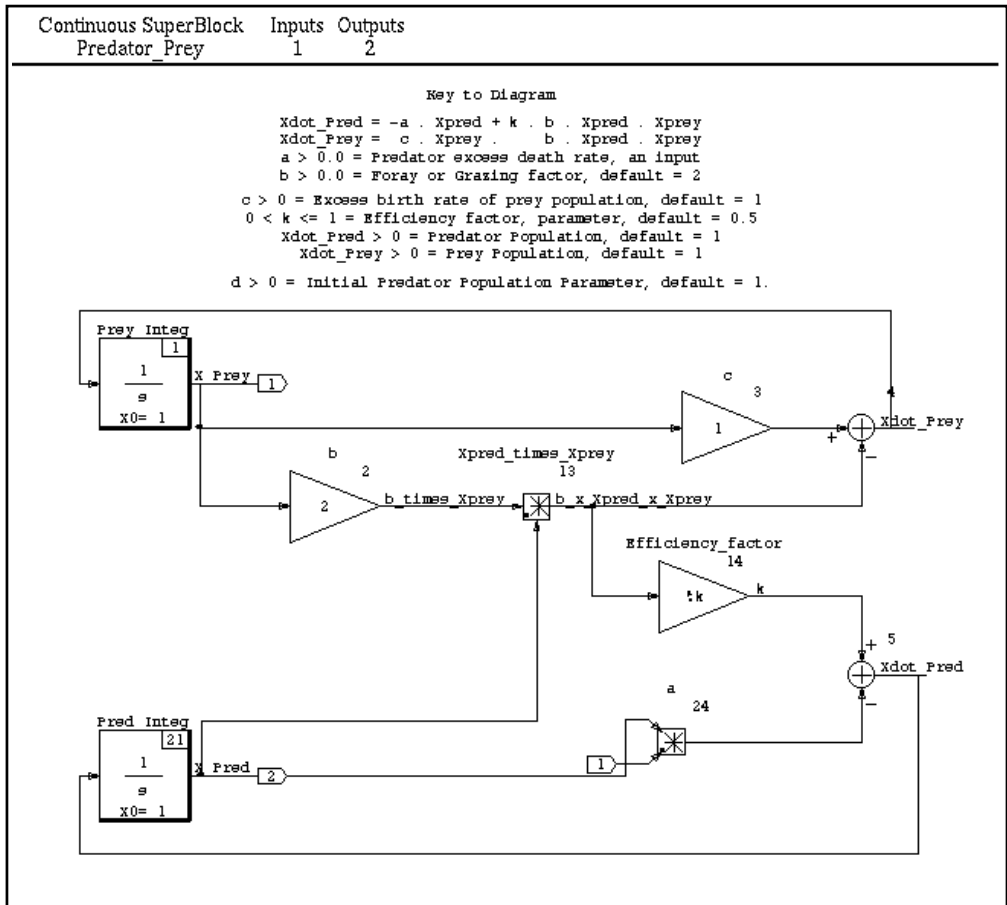 Continuous SuperBlock Inputs Outputs
Predator_Prey 1 2
Key to Diagram
Xdot_Pred = -a . Xpred + k . b . Xpred . Xprey
Xdot_Prey = c . Xprey . b . Xpred . Xprey
a > 0.0 = Predator excess death rate, an input
b > 0.0 = Foray or Grazing factor, default = 2
c > 0 = Excess birth rate of prey population, default = 1
0 < k <= 1 = Efficiency factor, parameter, default = 0.5
Xdot_Pred > 0 = Predator Population, default = 1
Xdot_Prey > 0 = Prey Population, default = 1
d > 0 = Initial Predator Population Parameter, default = 1.
Prey Integ
1
1
s
X0= 1
X_Prey
1
c
3
1
4
Xdot_Prey
+
−
b
2
2
b_times_Xprey
Xpred_times_Xprey
13
b_x_Xpred_x_Xprey
Efficiency_factor
14
k
k
+
5
Xdot_Pred
−
a
24
1
Pred Integ
21
1
s
X0= 1
X_Pred
2